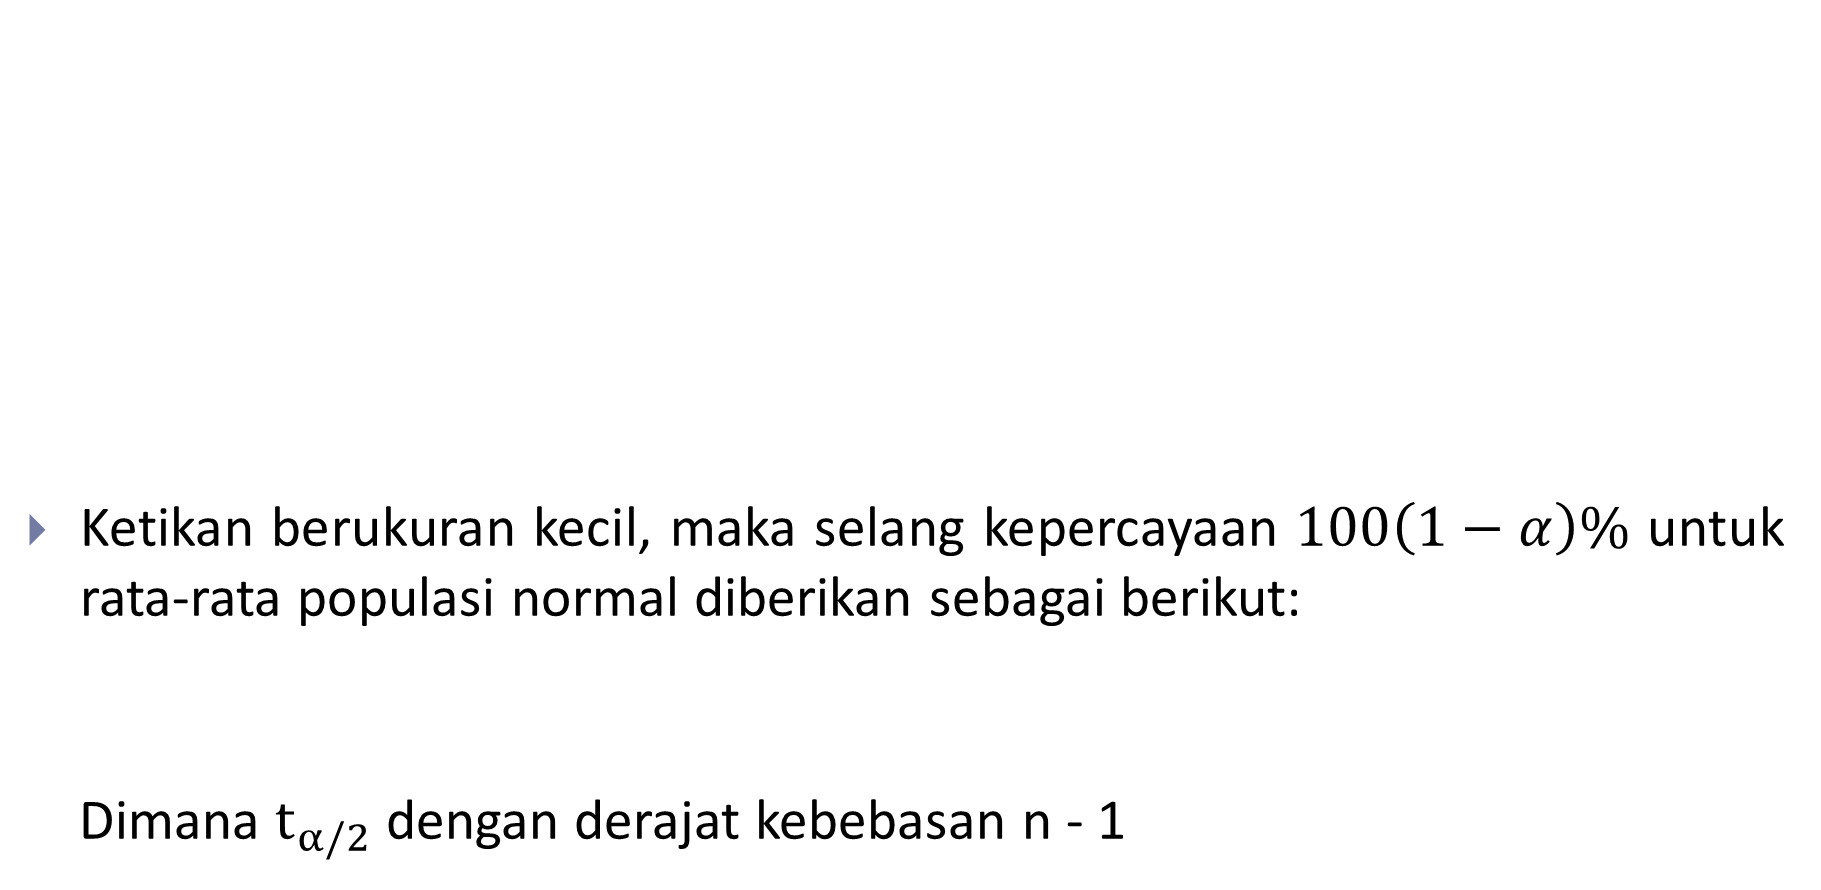 Ketikan berukuran kecil, maka selang kepercayaan 100(1 − α)% untuk
rata-rata populasi normal diberikan sebagai berikut:
Dimana t_{α/2} dengan derajat kebebasan n - 1